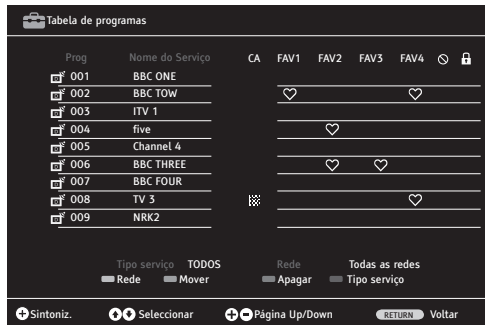 Tabela de programas
Prog Nome do Serviço CA FAV1 FAV2 FAV3 FAV4
001 BBC ONE
002 BBC TOW
003 ITV 1
004 five
005 Channel 4
006 BBC THREE
007 BBC FOUR
008 TV 3
009 NRK2
Tipo serviço TODOS Rede Todas as redes
Rede Mover Apagar Tipo serviço
Sintoniz. Seleccionar Página Up/Down RETURN Voltar